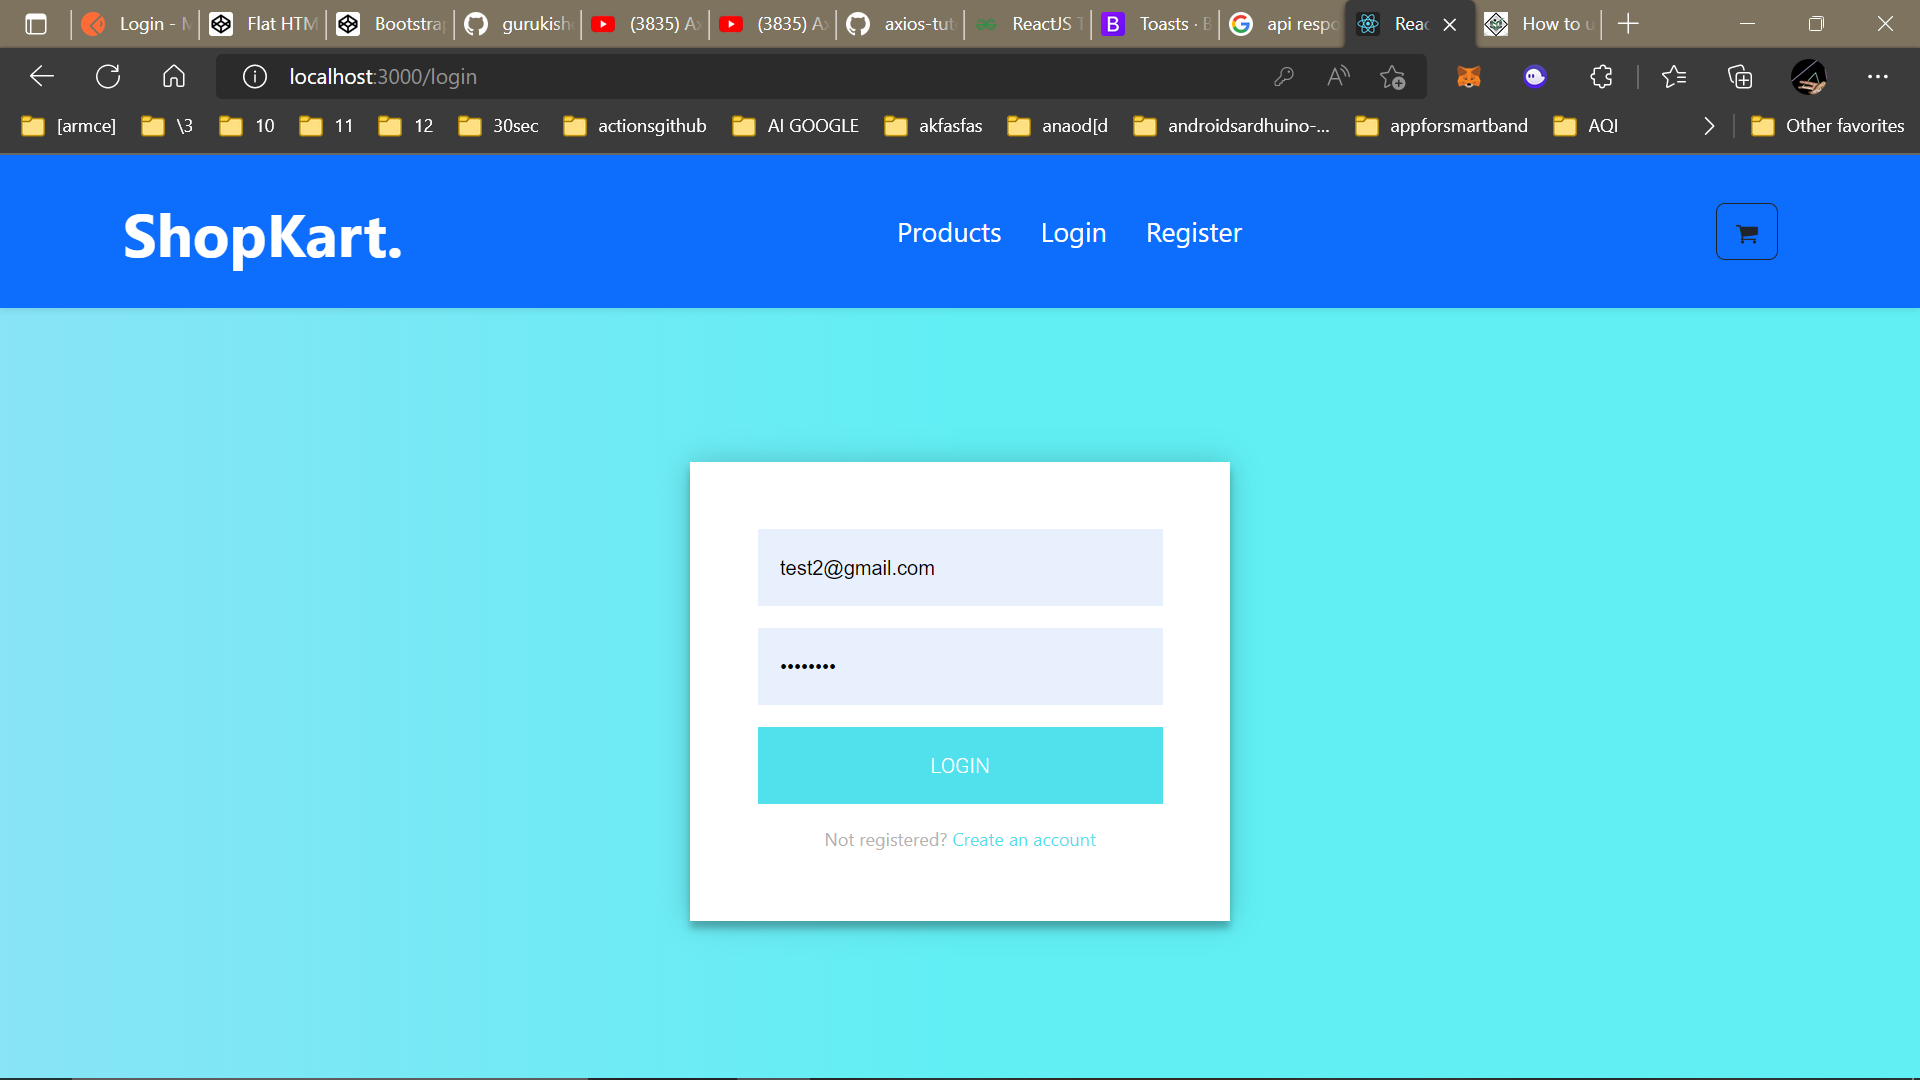 Login - M
Flat HTM
Bootstra
gurukish
(3835) Ax
(3835) Ax
axios-tut
ReactJS T
Toasts · B
api respo
Reac
How to u
localhost:3000/login
[armce]
\3
10
11
12
30sec
actionsgithub
AI GOOGLE
akfasfas
anaod[d
androidsardhuino-...
appforsmartband
AQI
Other favorites
ShopKart.
Products
Login
Register
test2@gmail.com
••••••••
LOGIN
Not registered? Create an account